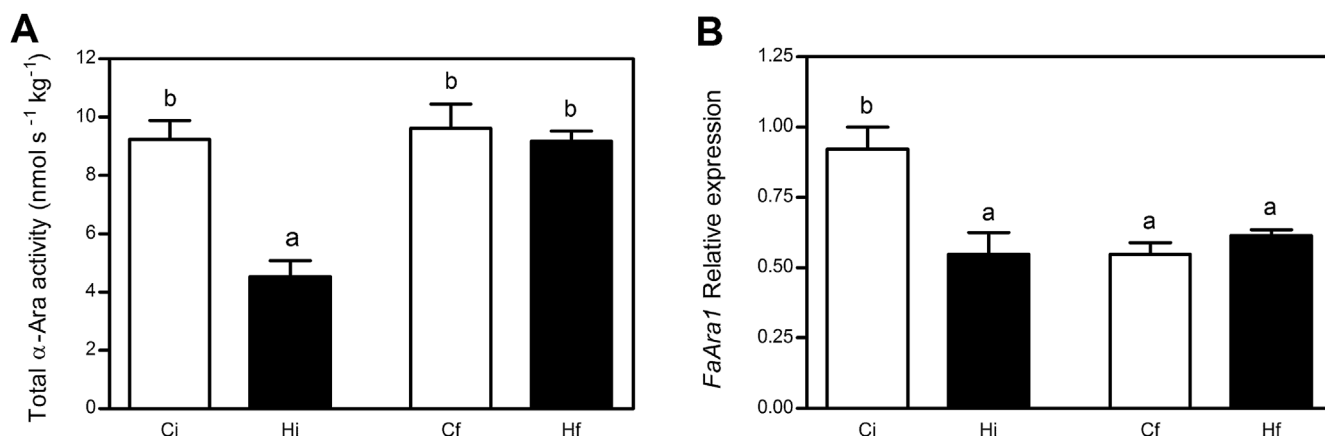 A
Total α-Ara activity (nmol s⁻¹ kg⁻¹)
12
10
8
6
4
2
0
b
a
b
b
Ci
Hi
Cf
Hf
B
FaAra1 Relative expression
1.25
1.00
0.75
0.50
0.25
0.00
b
a
a
a
Ci
Hi
Cf
Hf